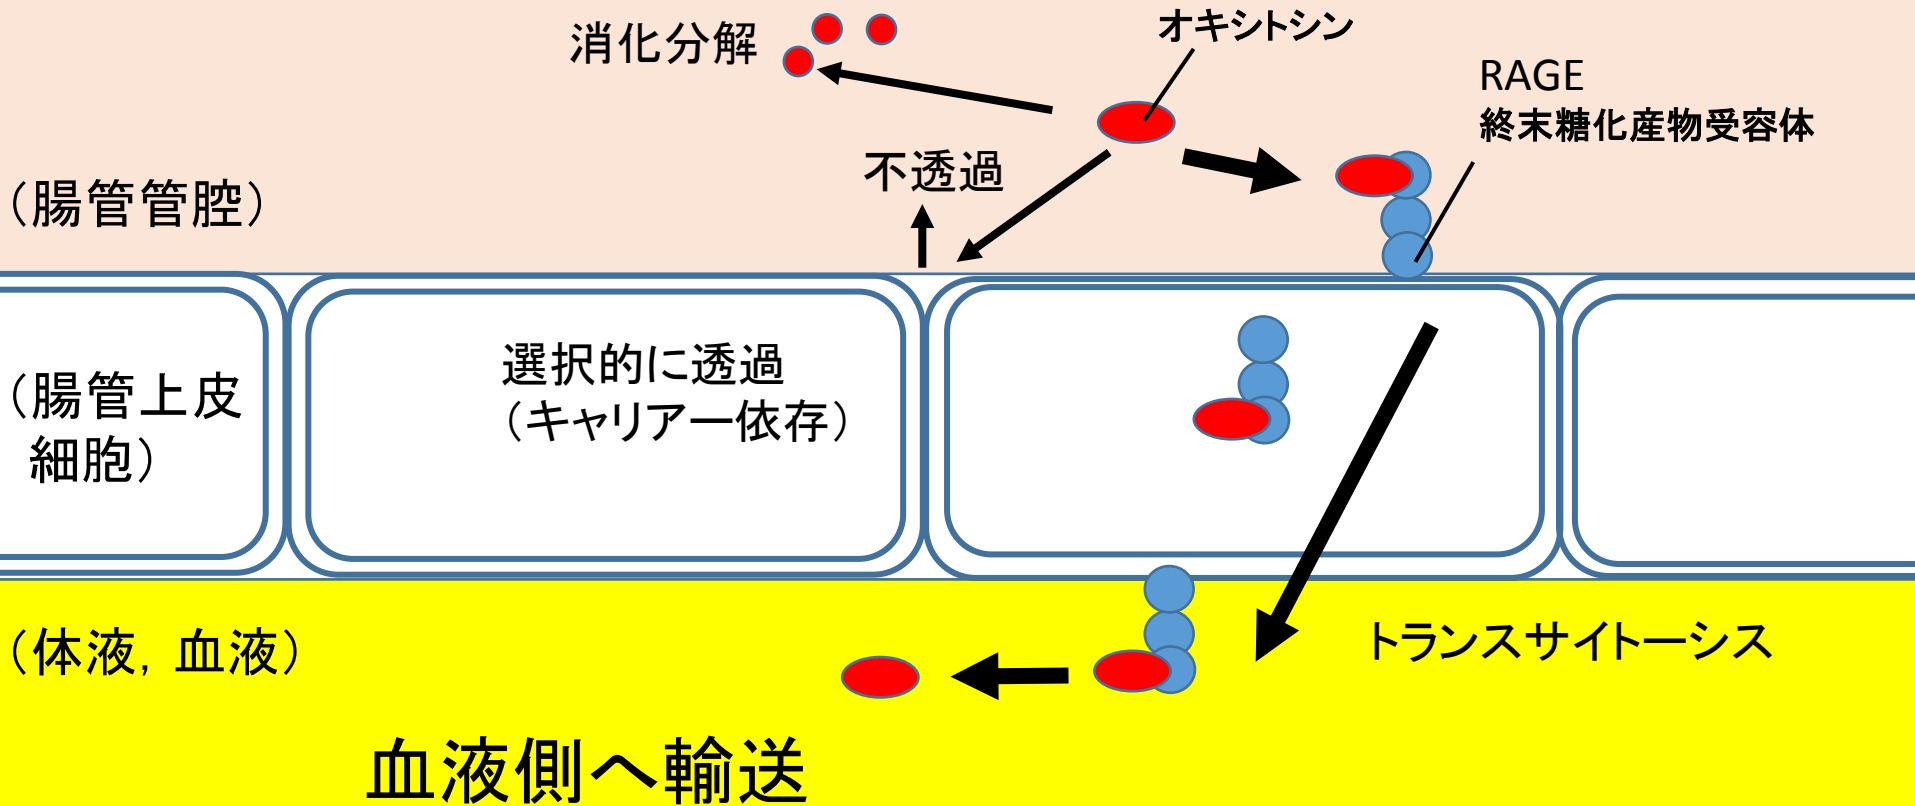 消化分解
オキシトシン
RAGE
終末糖化産物受容体
不透過
（腸管管腔）
選択的に透過
（キャリアー依存）
（腸管上皮
細胞）
（体液, 血液）
トランスサイトーシス
血液側へ輸送